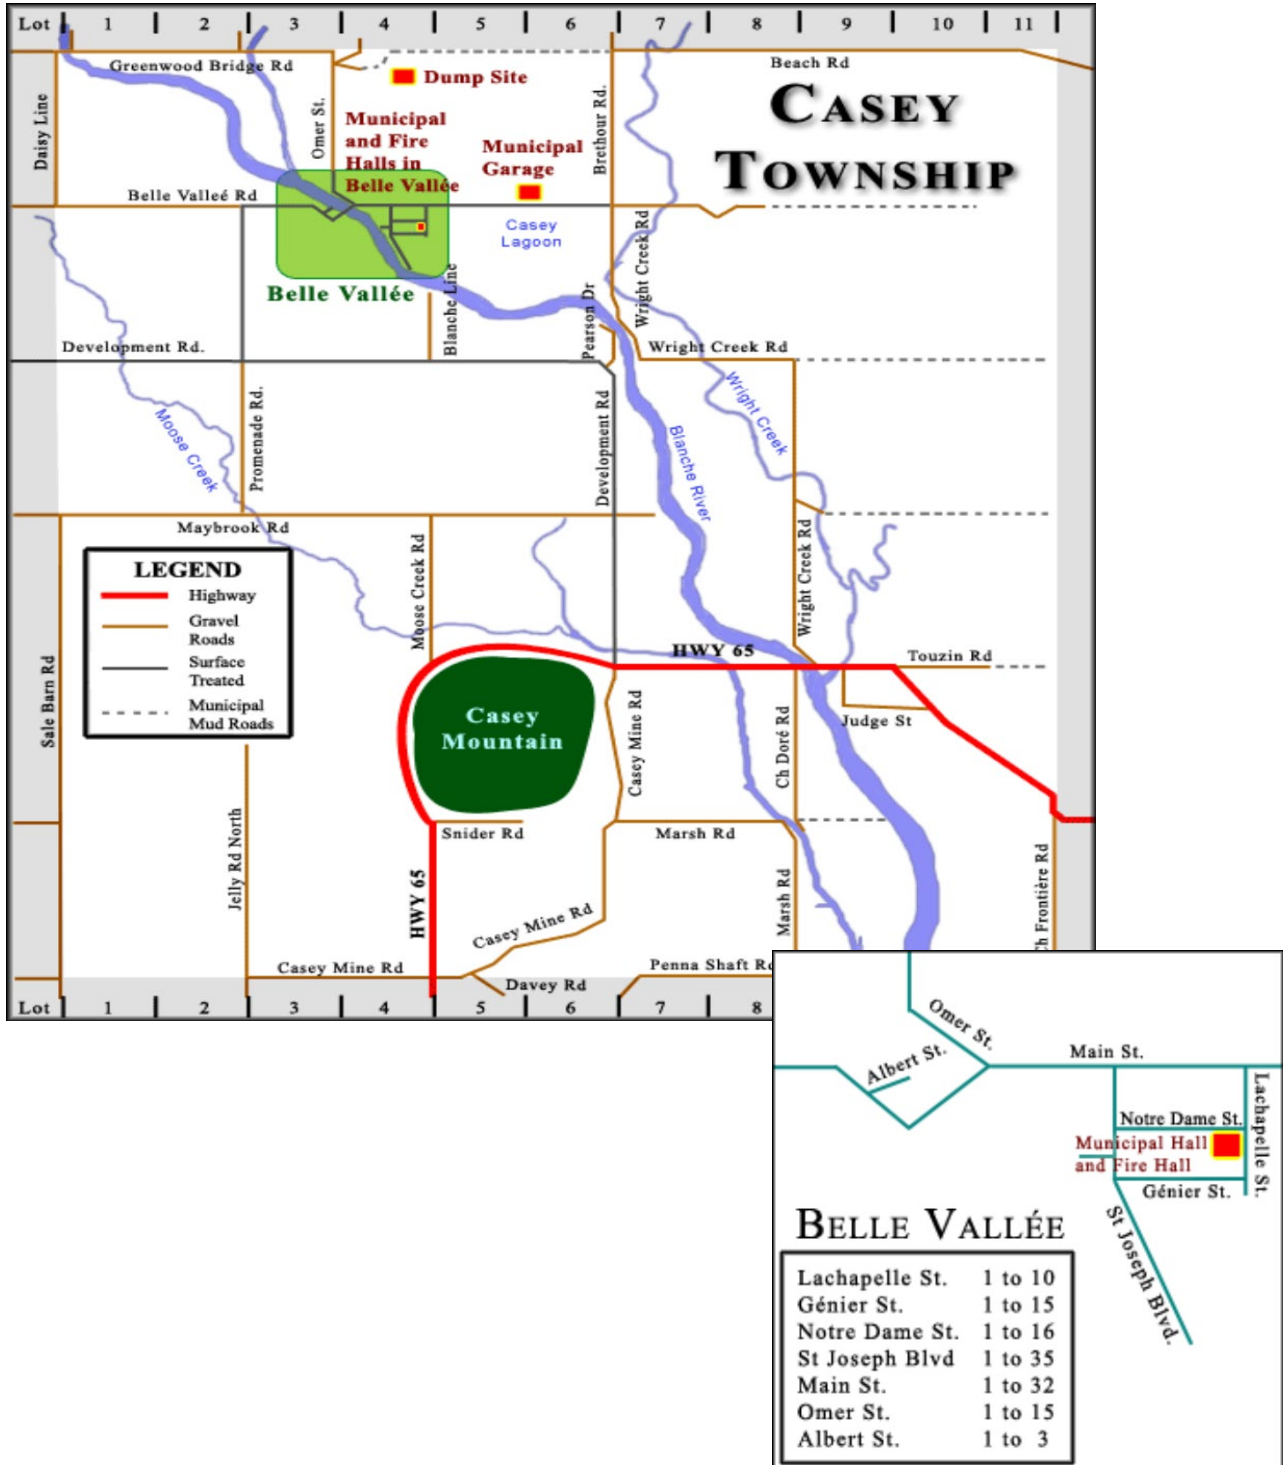 Lot 1 2 3 4 5 6 7 8 9 10 11
Greenwood Bridge Rd
Beach Rd
Dump Site
CASEY
TOWNSHIP
Daisy Line
Omer St.
Municipal
and Fire
Halls in
Belle Vallée
Municipal
Garage
Brethour Rd.
Belle Valleé Rd
Casey
Lagoon
Wright Creek Rd
Belle Vallée
Blanche Line
Pearson Dr
Development Rd.
Wright Creek Rd
Moose Creek
Promenade Rd.
Development Rd
Blanche River
Wright Creek
Maybrook Rd
Moose Creek Rd
Wright Creek Rd
LEGEND
Highway
Gravel
Roads
Surface
Treated
Municipal
Mud Roads
Sale Barn Rd
HWY 65
Touzin Rd
Casey
Mountain
Casey Mine Rd
Ch Doré Rd
Judge St
Snider Rd
Marsh Rd
Jelly Rd North
HWY 65
Casey Mine Rd
Marsh Rd
Ch Frontière Rd
Casey Mine Rd
Davey Rd
Penna Shaft Rd
Lot 1 2 3 4 5 6 7 8
Omer St.
Albert St.
Main St.
Lachapelle St.
Notre Dame St.
Municipal Hall
and Fire Hall
Génier St.
St Joseph Blvd.
BELLE VALLÉE
Lachapelle St. 1 to 10
Génier St. 1 to 15
Notre Dame St. 1 to 16
St Joseph Blvd 1 to 35
Main St. 1 to 32
Omer St. 1 to 15
Albert St. 1 to 3